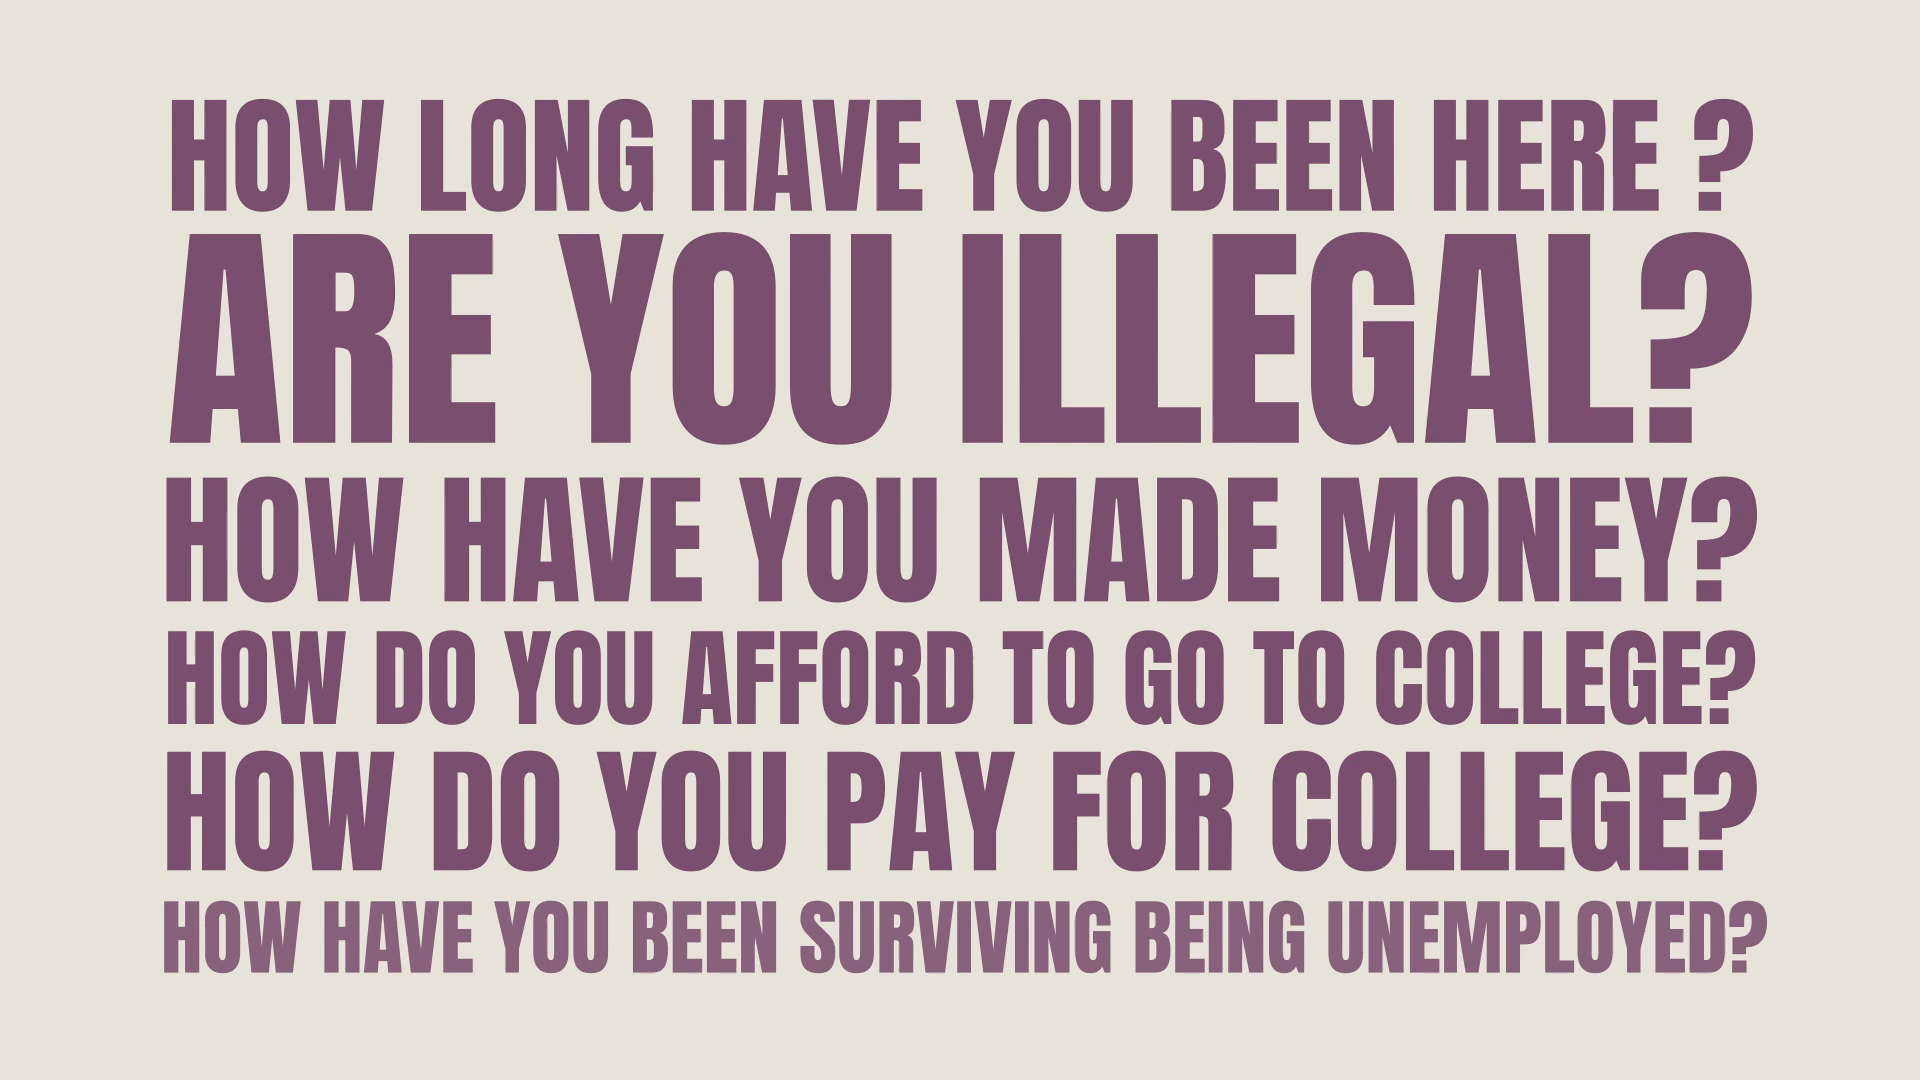 HOW LONG HAVE YOU BEEN HERE ?
ARE YOU ILLEGAL?
HOW HAVE YOU MADE MONEY?
HOW DO YOU AFFORD TO GO TO COLLEGE?
HOW DO YOU PAY FOR COLLEGE?
HOW HAVE YOU BEEN SURVIVING BEING UNEMPLOYED?